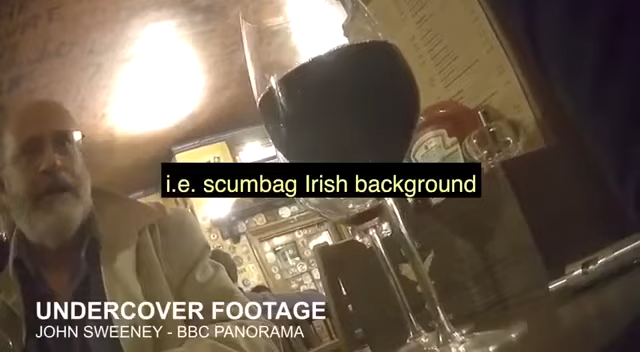 i.e. scumbag Irish background
UNDERCOVER FOOTAGE
JOHN SWEENEY - BBC PANORAMA